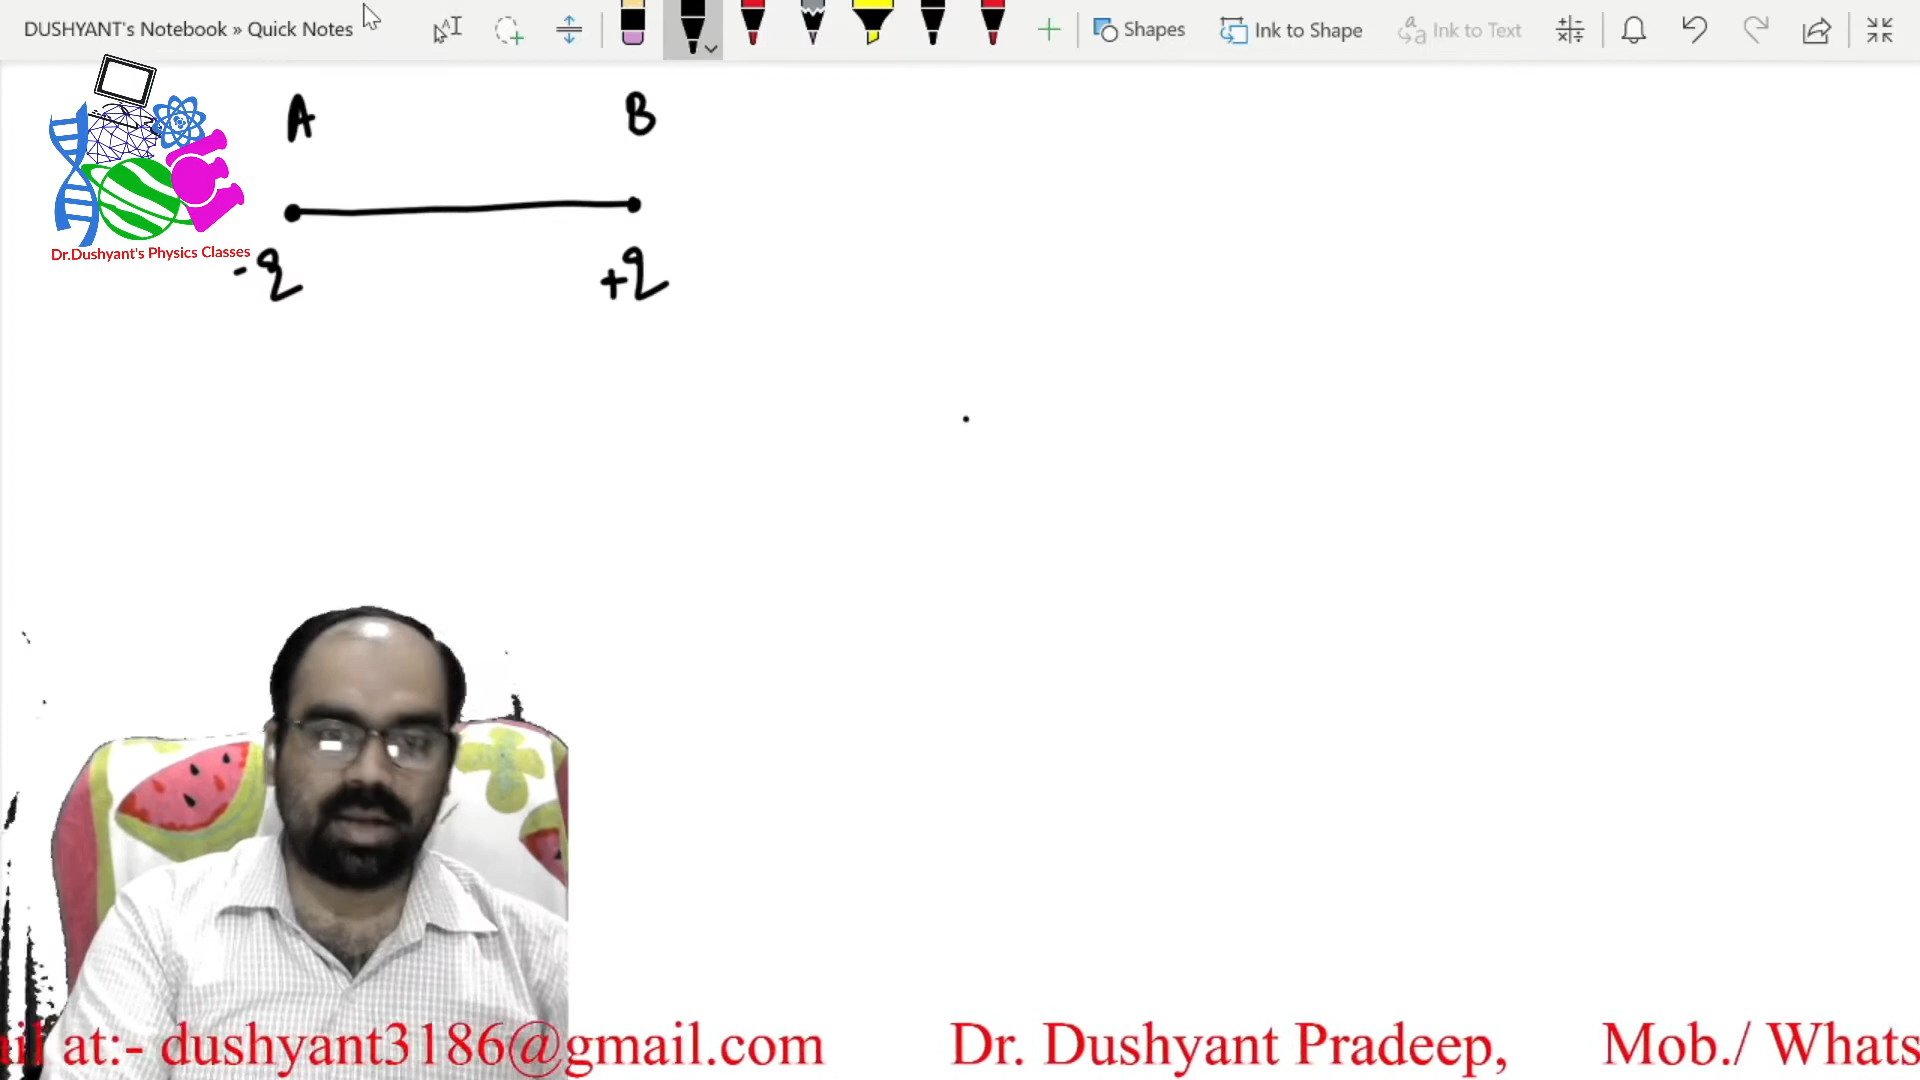 DUSHYANT's Notebook » Quick Notes
Shapes
Ink to Shape
Ink to Text
A B
Dr.Dushyant's Physics Classes
-q +q
il at:- dushyant3186@gmail.com Dr. Dushyant Pradeep, Mob./ Whats